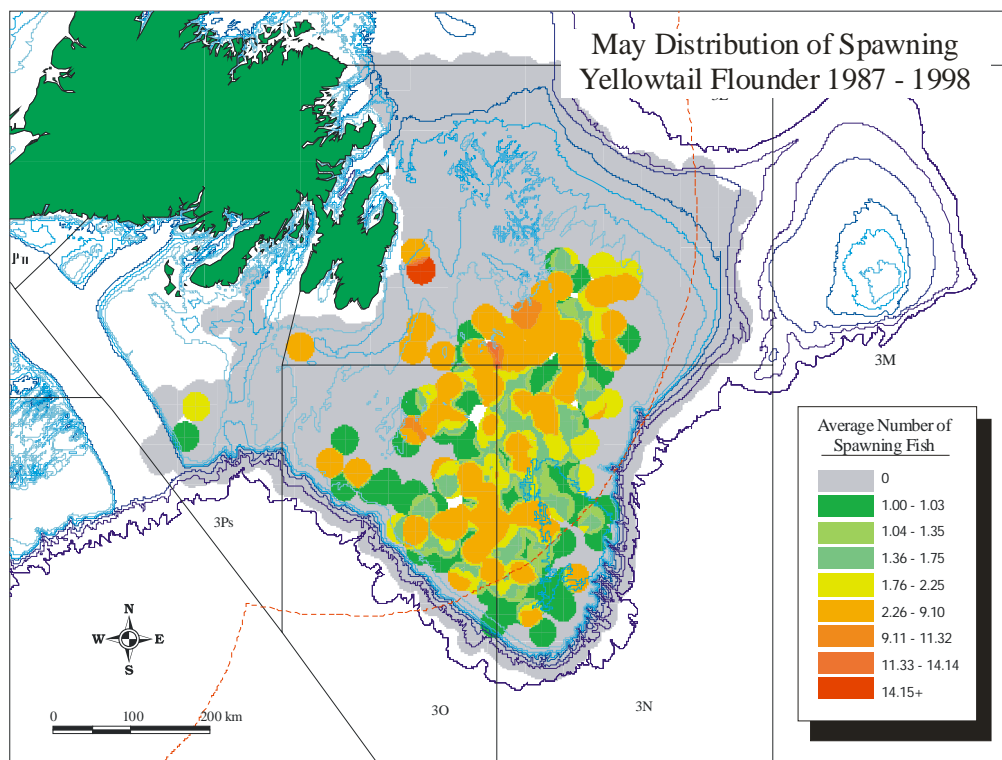 May Distribution of Spawning
Yellowtail Flounder 1987 - 1998
3M
Average Number of
Spawning Fish
0
1.00 - 1.03
1.04 - 1.35
1.36 - 1.75
1.76 - 2.25
2.26 - 9.10
9.11 - 11.32
11.33 - 14.14
14.15+
3Ps
N
W E
S
0 100 200 km
3O
3N